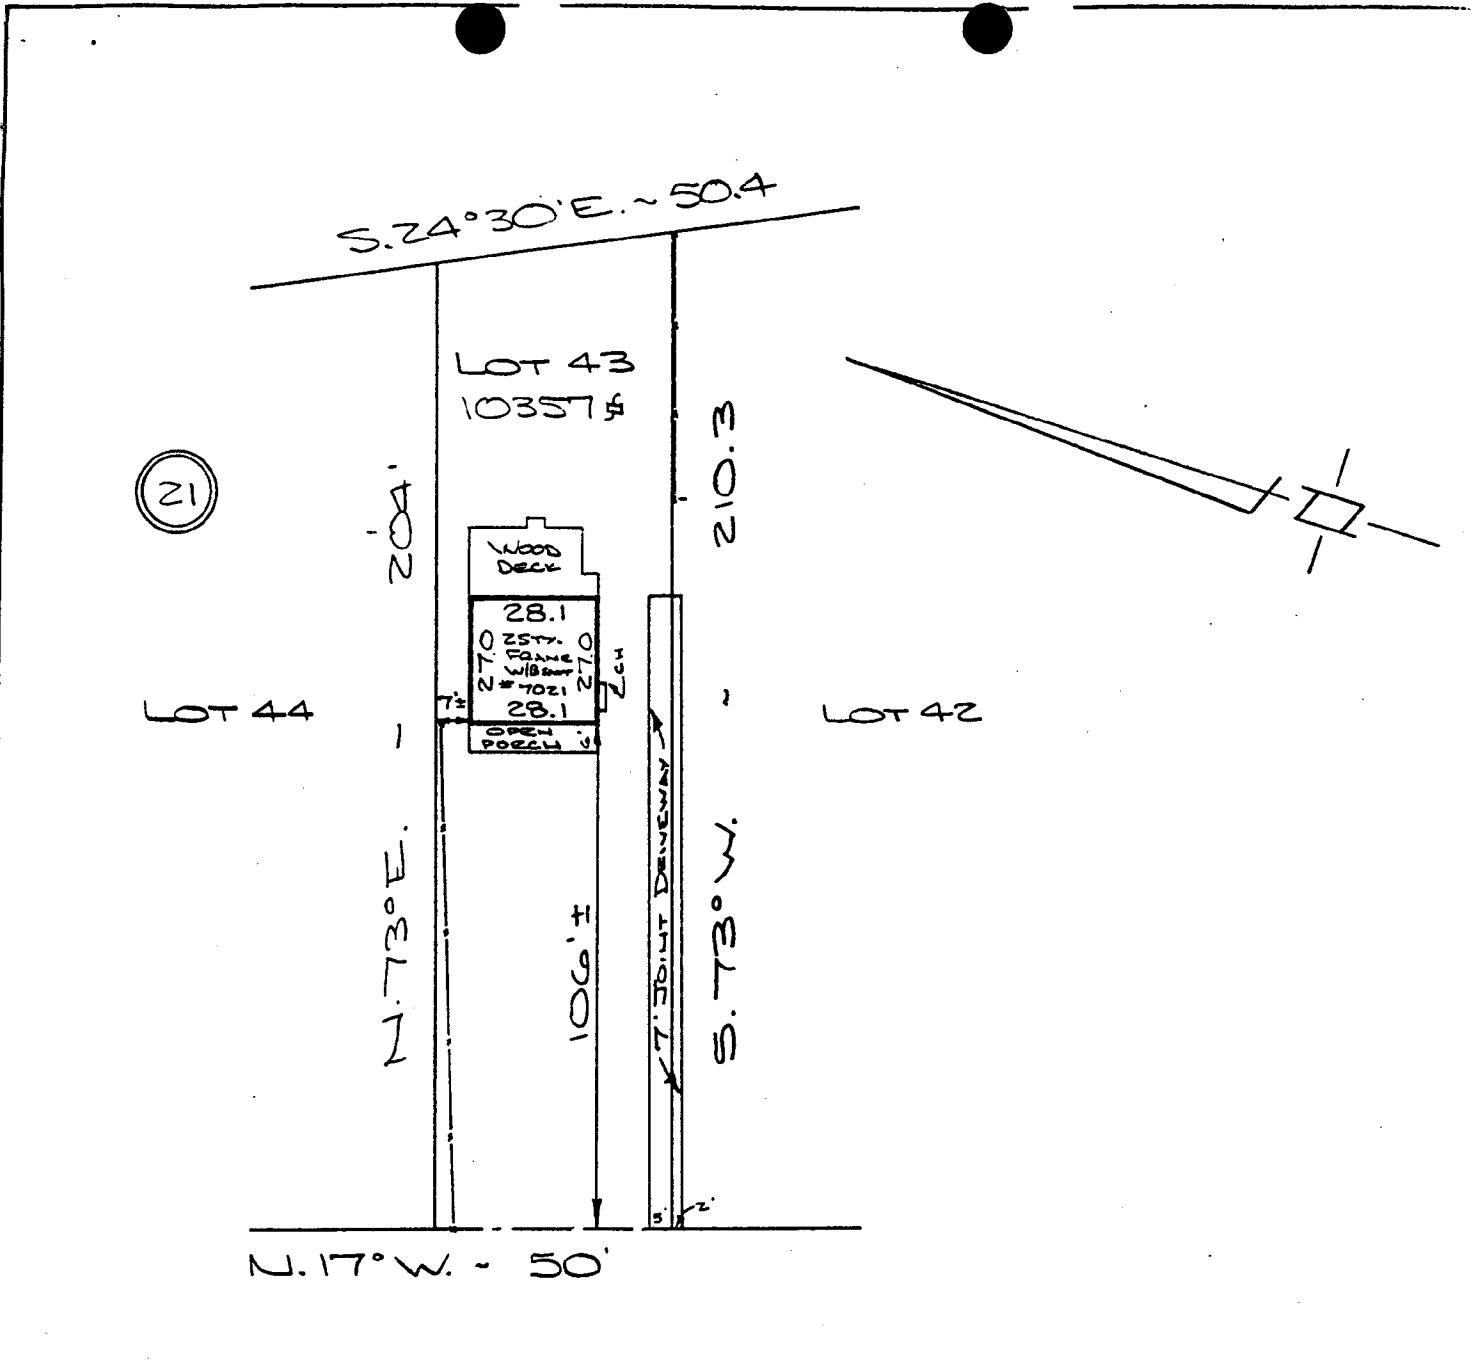 S.24°30'E.~50.4
LOT 43
10357
204'
210.3
21
WOOD
DECK
28.1
27.0
2STY.
FRAME
W/BSMT
#7021
27.0
28.1
CH
7'±
OPEN
PORCH
6'
LOT 44
LOT 42
N.73°E. –
S.73°W. ~
106'±
7' JOINT DRIVEWAY
5'
2'
N.17°W. ~ 50'